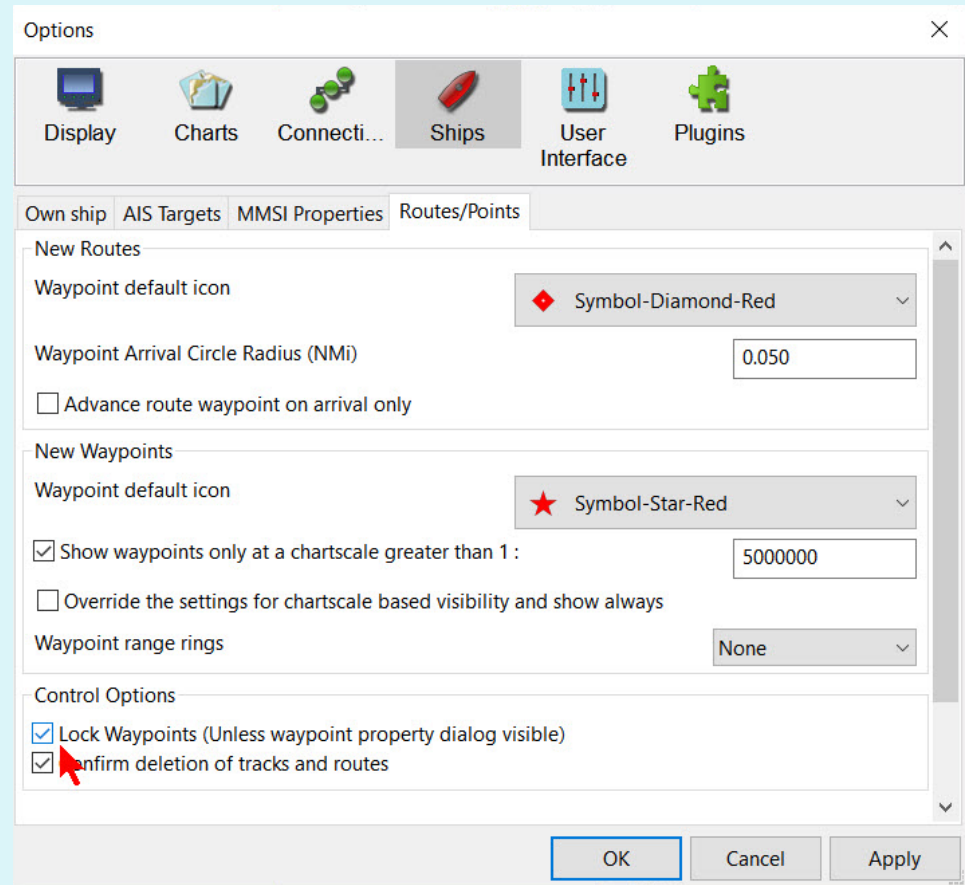 Options
Display
Charts
Connecti...
Ships
User
Interface
Plugins
Own ship
AIS Targets
MMSI Properties
Routes/Points
New Routes
Waypoint default icon
Symbol-Diamond-Red
Waypoint Arrival Circle Radius (NMi)
0.050
Advance route waypoint on arrival only
New Waypoints
Waypoint default icon
Symbol-Star-Red
Show waypoints only at a chartscale greater than 1 :
5000000
Override the settings for chartscale based visibility and show always
Waypoint range rings
None
Control Options
Lock Waypoints (Unless waypoint property dialog visible)
Confirm deletion of tracks and routes
OK
Cancel
Apply